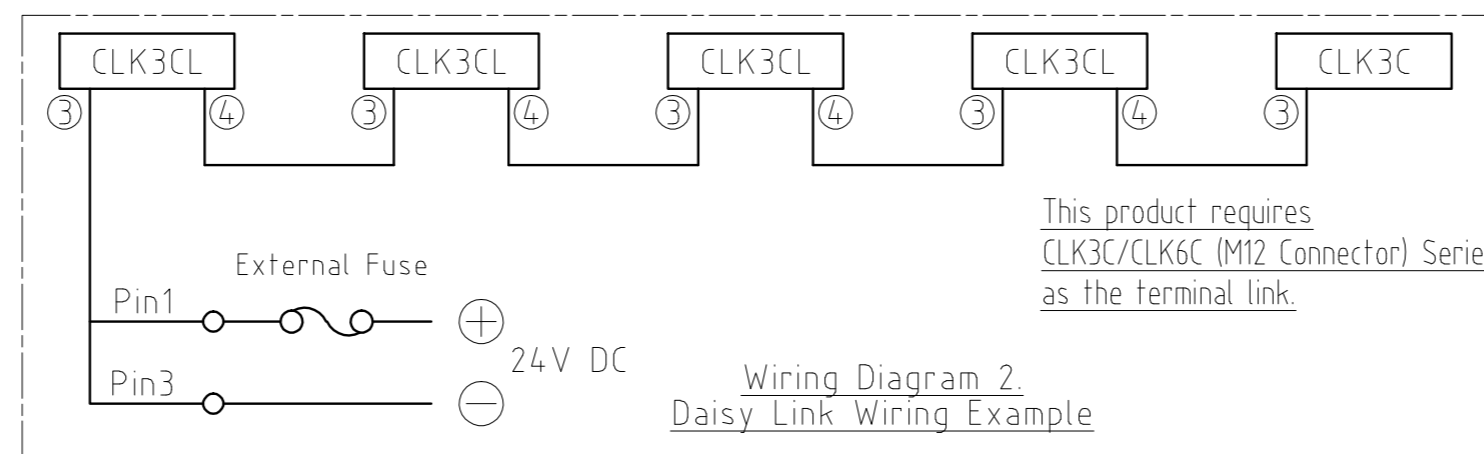 CLK3CL CLK3CL CLK3CL CLK3CL CLK3C
③ ④ ③ ④ ③ ④ ③ ④ ③
This product requires
CLK3C/CLK6C (M12 Connector) Serie
as the terminal link.
External Fuse
Pin1
+
24V DC
Pin3
−
Wiring Diagram 2.
Daisy Link Wiring Example